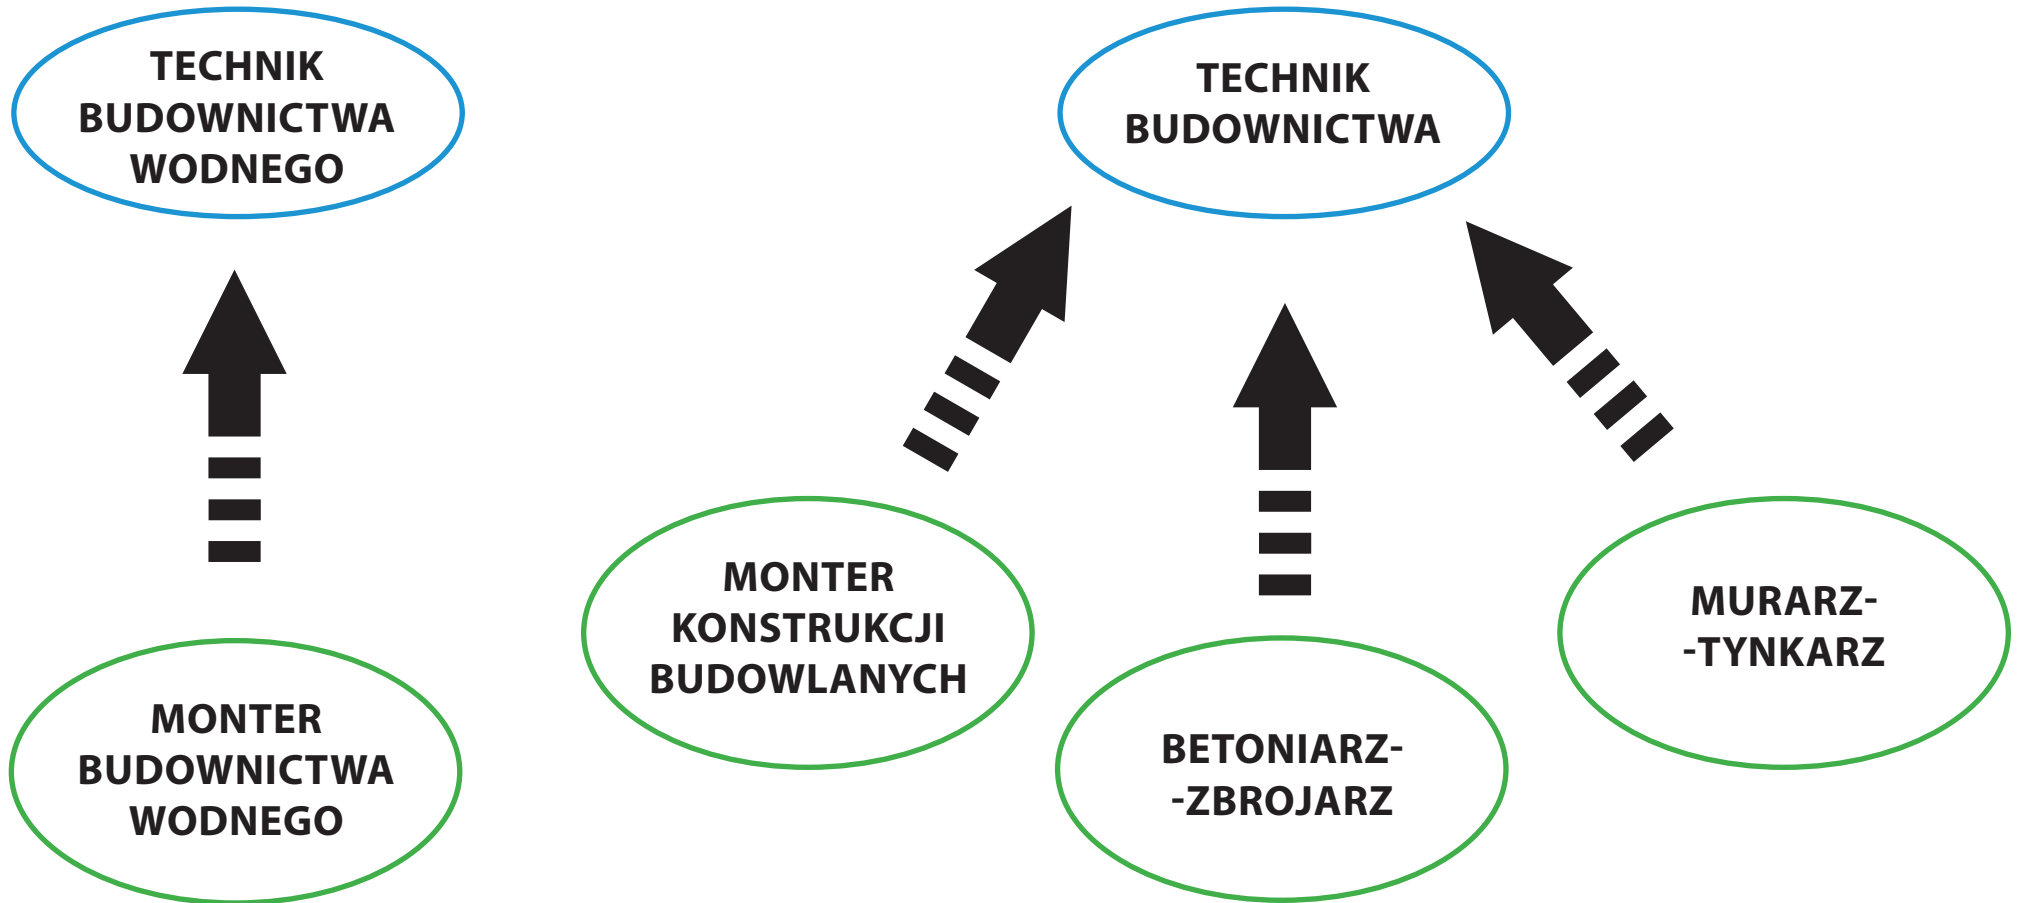 TECHNIK
BUDOWNICTWA
WODNEGO
TECHNIK
BUDOWNICTWA
MONTER
KONSTRUKCJI
BUDOWLANYCH
MURARZ-
-TYNKARZ
MONTER
BUDOWNICTWA
WODNEGO
BETONIARZ-
-ZBROJARZ